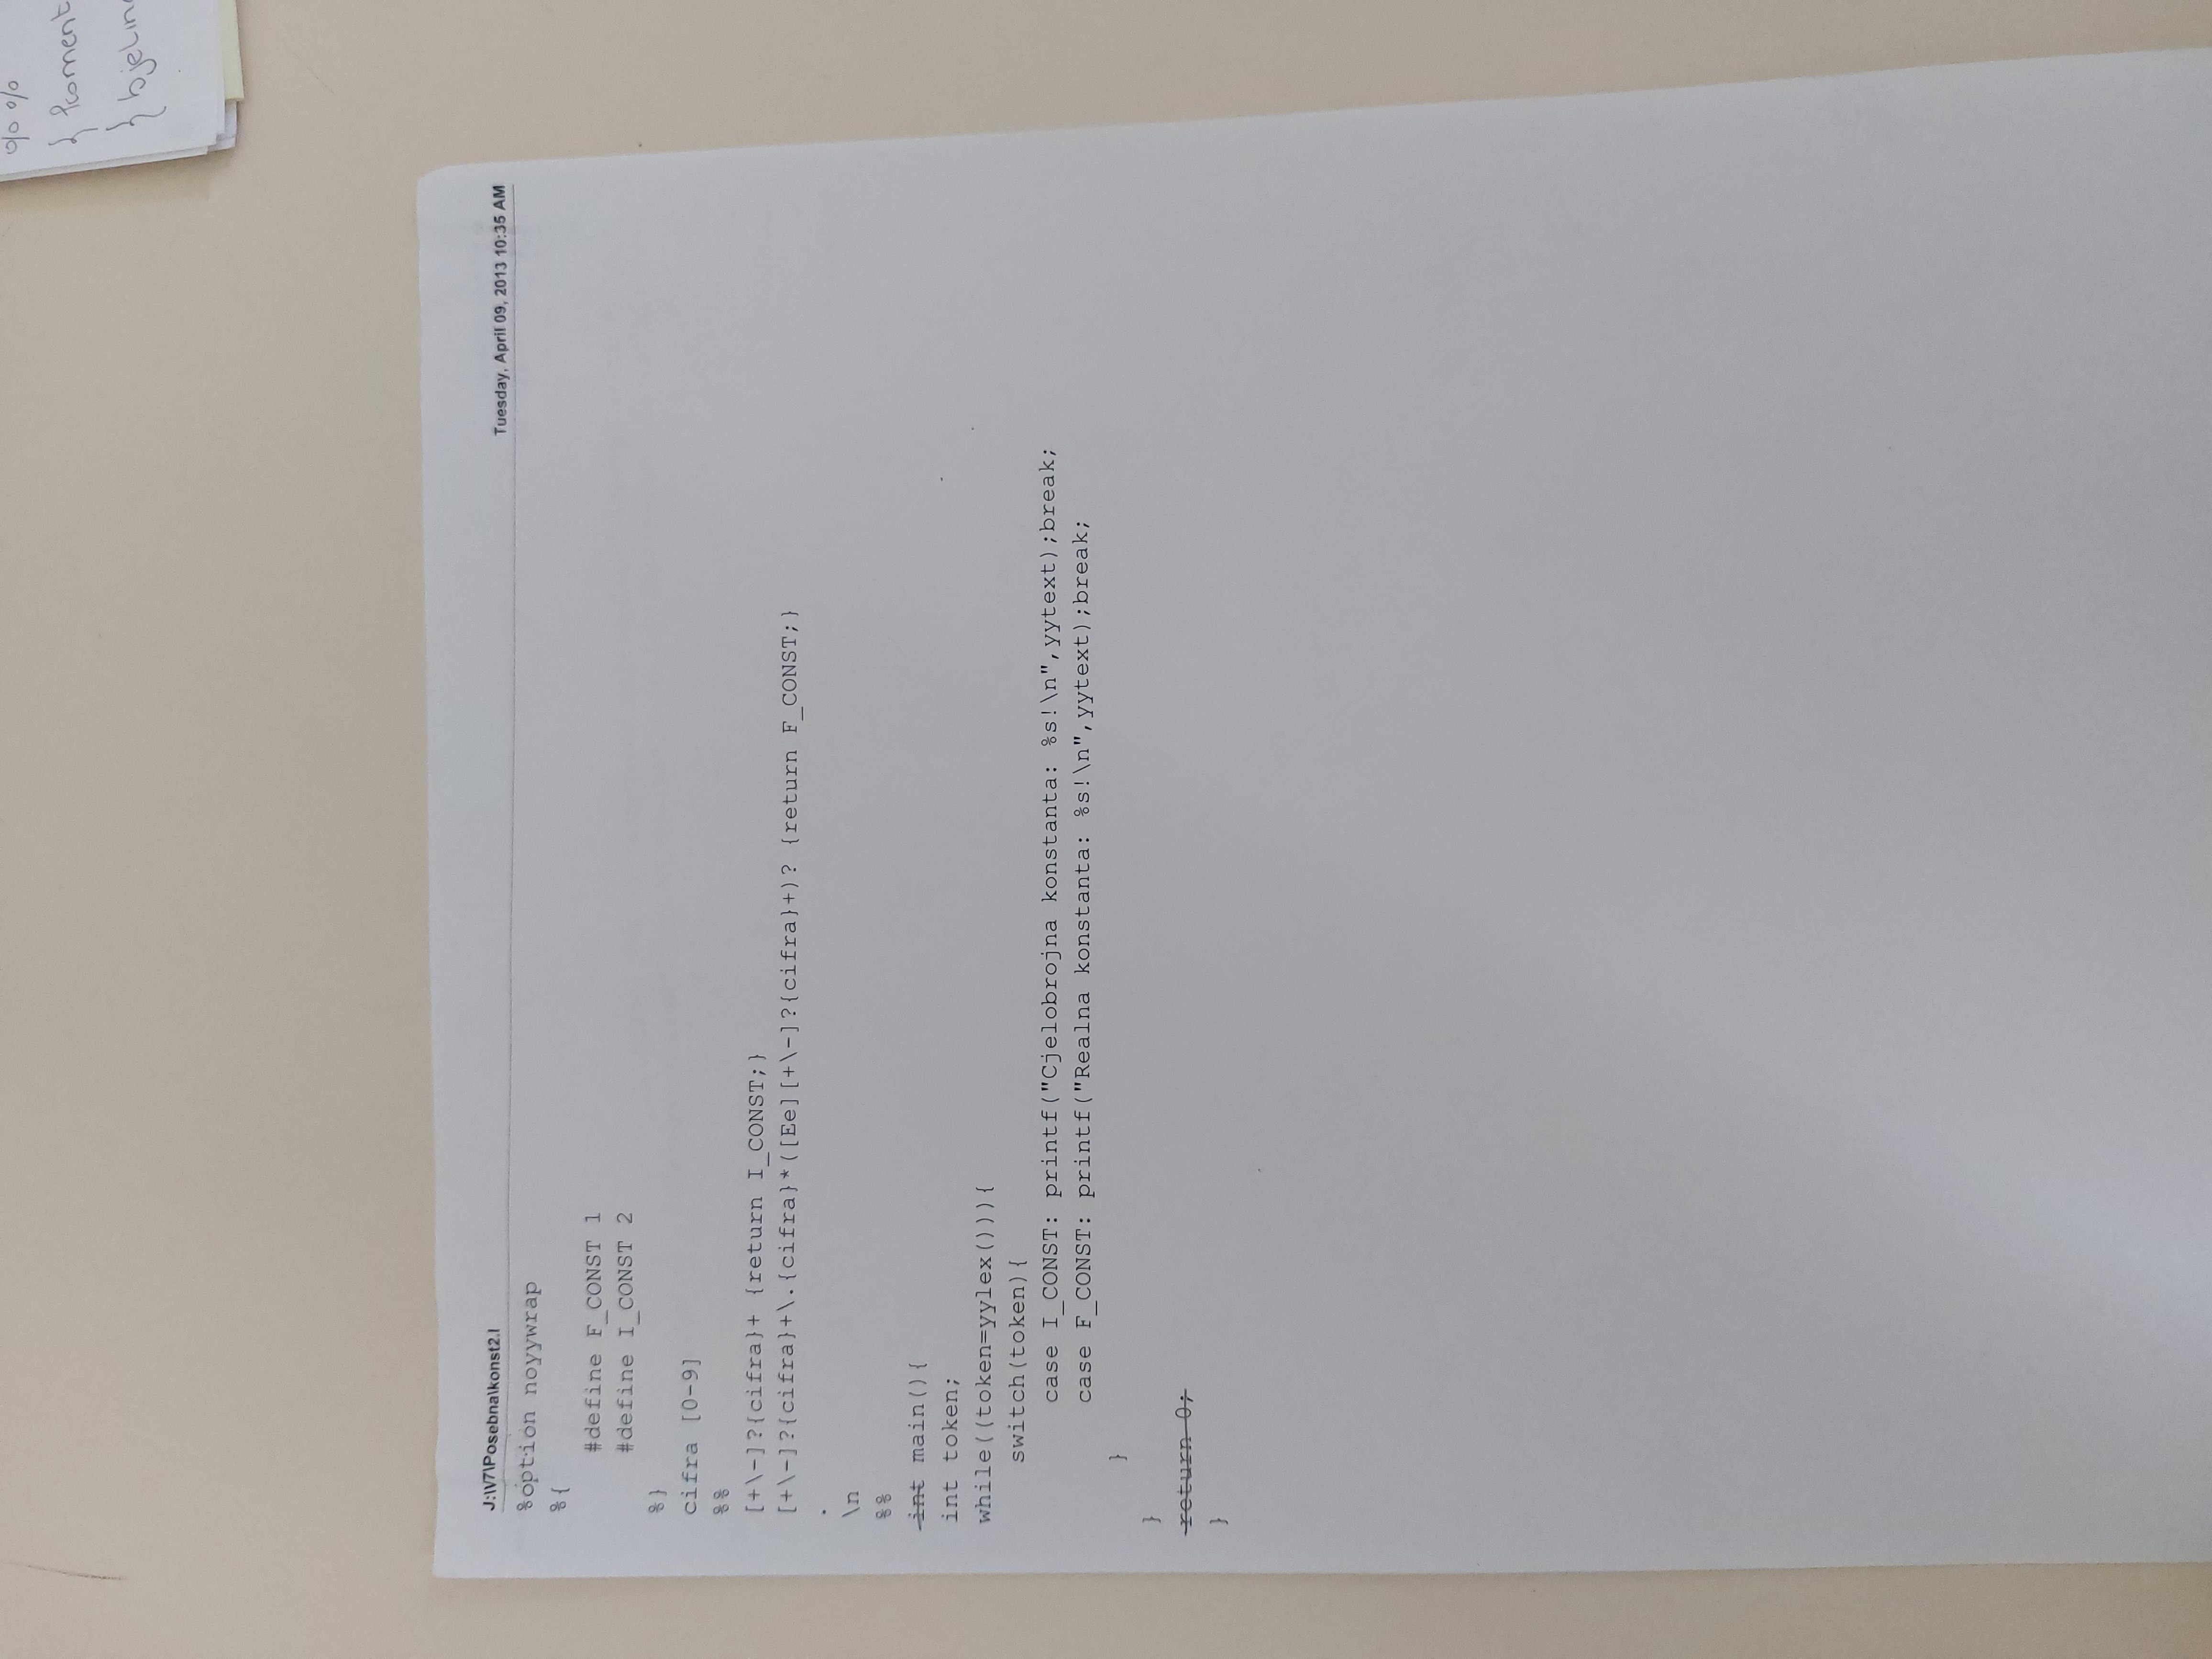 %%
{ koment
} bjelin
J:\V7\Posebna\konst2.l
Tuesday, April 09, 2013 10:35 AM
%option noyywrap
%{
#define F_CONST 1
#define I_CONST 2
%}
cifra [0-9]
%%
[+\-]?{cifra}+ {return I_CONST;}
[+\-]?{cifra}+\.{cifra}*([Ee][+\-]?{cifra}+)? {return F_CONST;}
.
\n
%%
int main(){
int token;
while((token=yylex())){
switch(token){
case I_CONST: printf("Cjelobrojna konstanta: %s!\n",yytext);break;
case F_CONST: printf("Realna konstanta: %s!\n",yytext);break;
}
}
return 0;
}